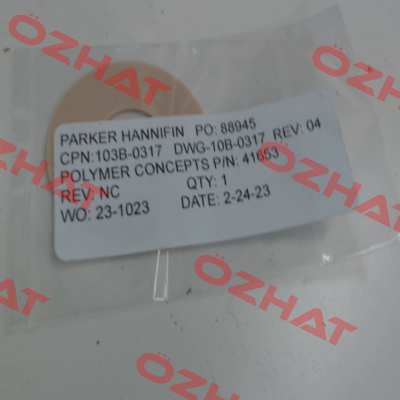 ÖZHAT
ÖZHAT
PARKER HANNIFIN PO: 88945
CPN:103B-0317 DWG-10B-0317 REV: 04
POLYMER CONCEPTS P/N: 41653
REV: NC QTY: 1
WO: 23-1023 DATE: 2-24-23
ÖZHAT
ÖZHAT
ÖZHAT
ÖZHAT